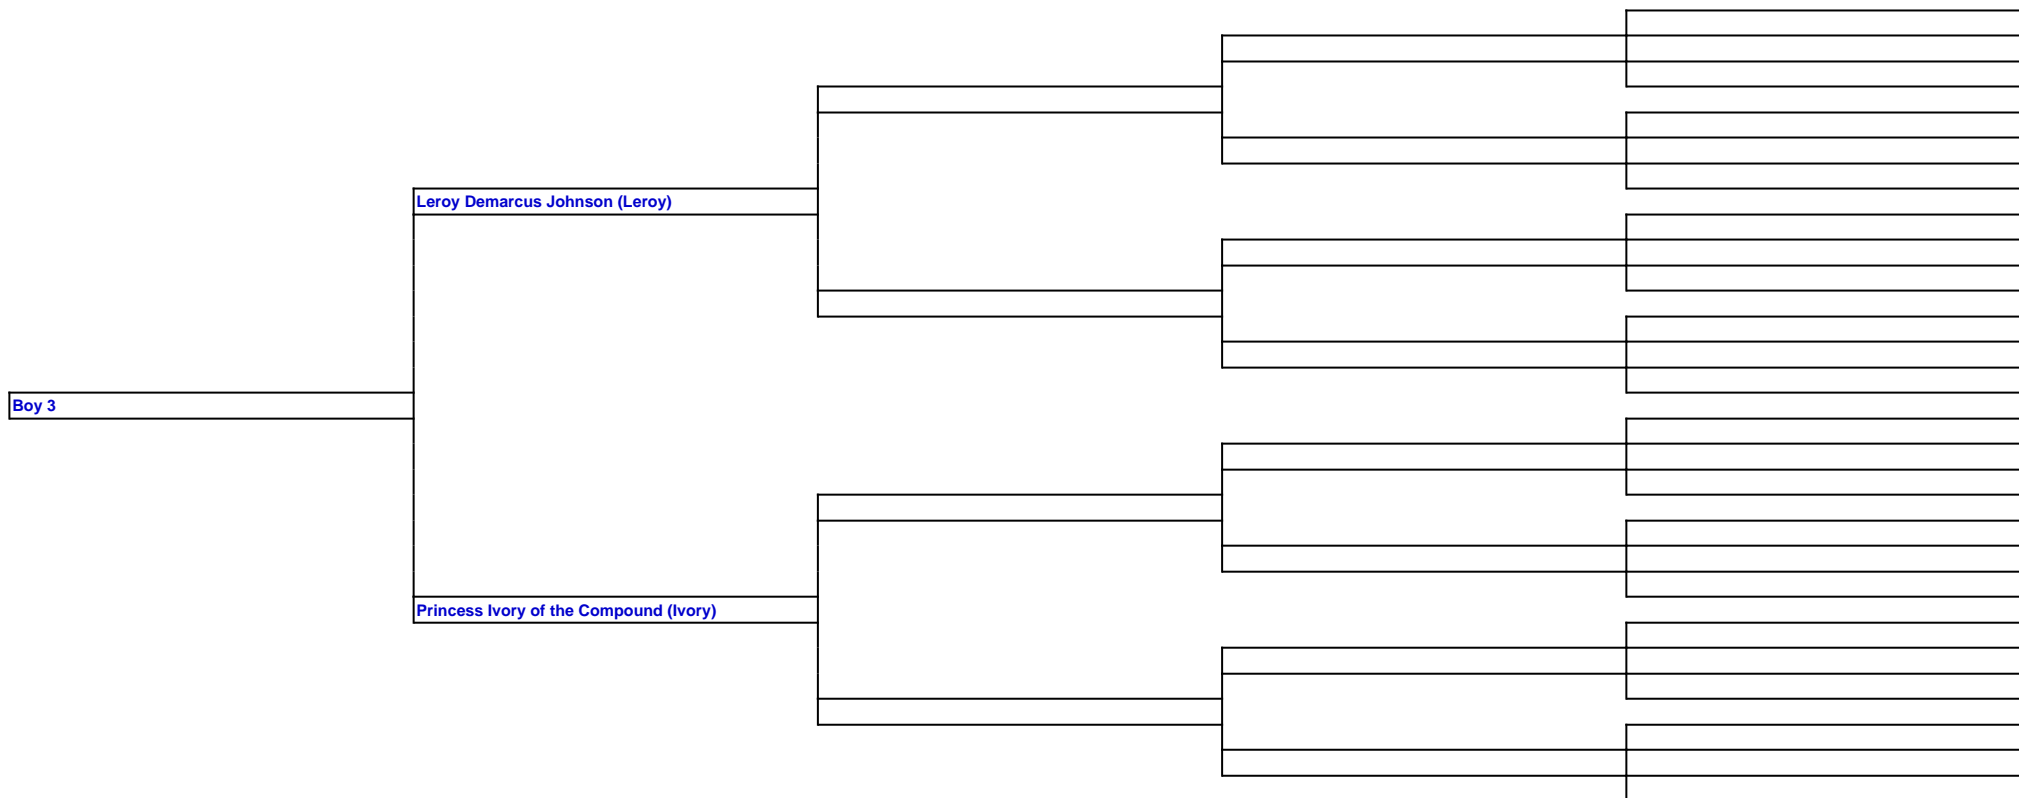 Leroy Demarcus Johnson (Leroy)
Boy 3
Princess Ivory of the Compound (Ivory)